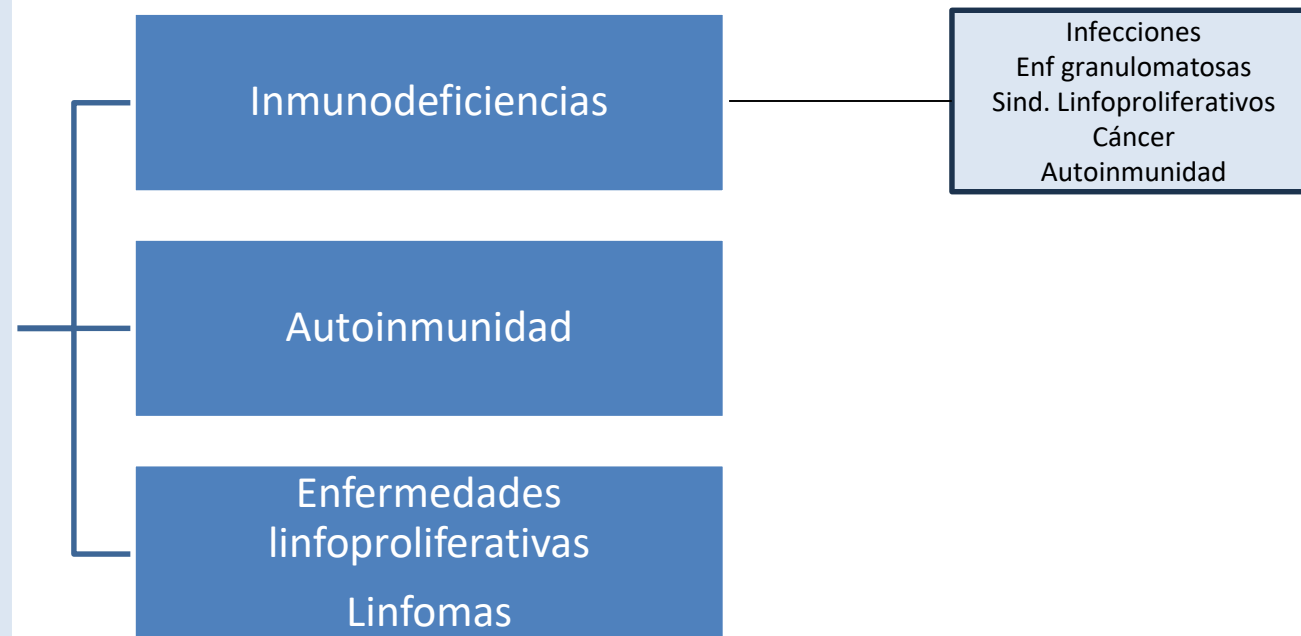 Inmunodeficiencias
Infecciones
Enf granulomatosas
Sind. Linfoproliferativos
Cáncer
Autoinmunidad
Autoinmunidad
Enfermedades
linfoproliferativas
Linfomas